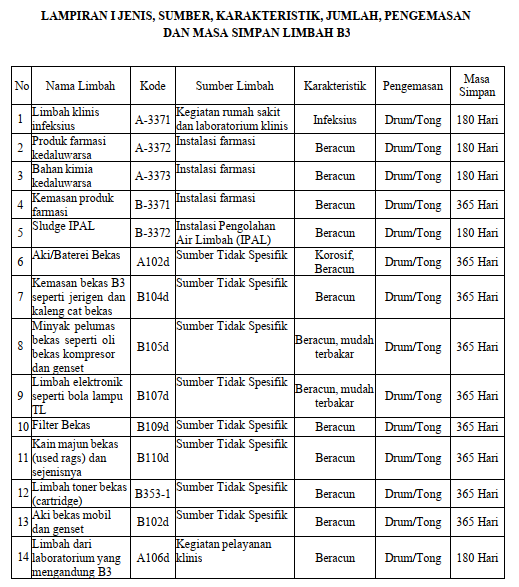 LAMPIRAN I JENIS, SUMBER, KARAKTERISTIK, JUMLAH, PENGEMASAN
DAN MASA SIMPAN LIMBAH B3
No Nama Limbah Kode Sumber Limbah Karakteristik Pengemasan Masa
Simpan
1 Limbah klinis infeksius A-3371 Kegiatan rumah sakit dan laboratorium klinis Infeksius Drum/Tong 180 Hari
2 Produk farmasi kedaluwarsa A-3372 Instalasi farmasi Beracun Drum/Tong 180 Hari
3 Bahan kimia kedaluwarsa A-3373 Instalasi farmasi Beracun Drum/Tong 180 Hari
4 Kemasan produk farmasi B-3371 Instalasi farmasi Beracun Drum/Tong 365 Hari
5 Sludge IPAL B-3372 Instalasi Pengolahan Air Limbah (IPAL) Beracun Drum/Tong 180 Hari
6 Aki/Baterei Bekas A102d Sumber Tidak Spesifik Korosif, Beracun Drum/Tong 365 Hari
7 Kemasan bekas B3 seperti jerigen dan kaleng cat bekas B104d Sumber Tidak Spesifik Beracun Drum/Tong 365 Hari
8 Minyak pelumas bekas seperti oli bekas kompresor dan genset B105d Sumber Tidak Spesifik Beracun, mudah terbakar Drum/Tong 365 Hari
9 Limbah elektronik seperti bola lampu TL B107d Sumber Tidak Spesifik Beracun, mudah terbakar Drum/Tong 365 Hari
10 Filter Bekas B109d Sumber Tidak Spesifik Beracun Drum/Tong 365 Hari
11 Kain majun bekas (used rags) dan sejenisnya B110d Sumber Tidak Spesifik Beracun Drum/Tong 365 Hari
12 Limbah toner bekas (cartridge) B353-1 Sumber Tidak Spesifik Beracun Drum/Tong 365 Hari
13 Aki bekas mobil dan genset B102d Sumber Tidak Spesifik Beracun Drum/Tong 365 Hari
14 Limbah dari laboratorium yang mengandung B3 A106d Kegiatan pelayanan klinis Beracun Drum/Tong 180 Hari